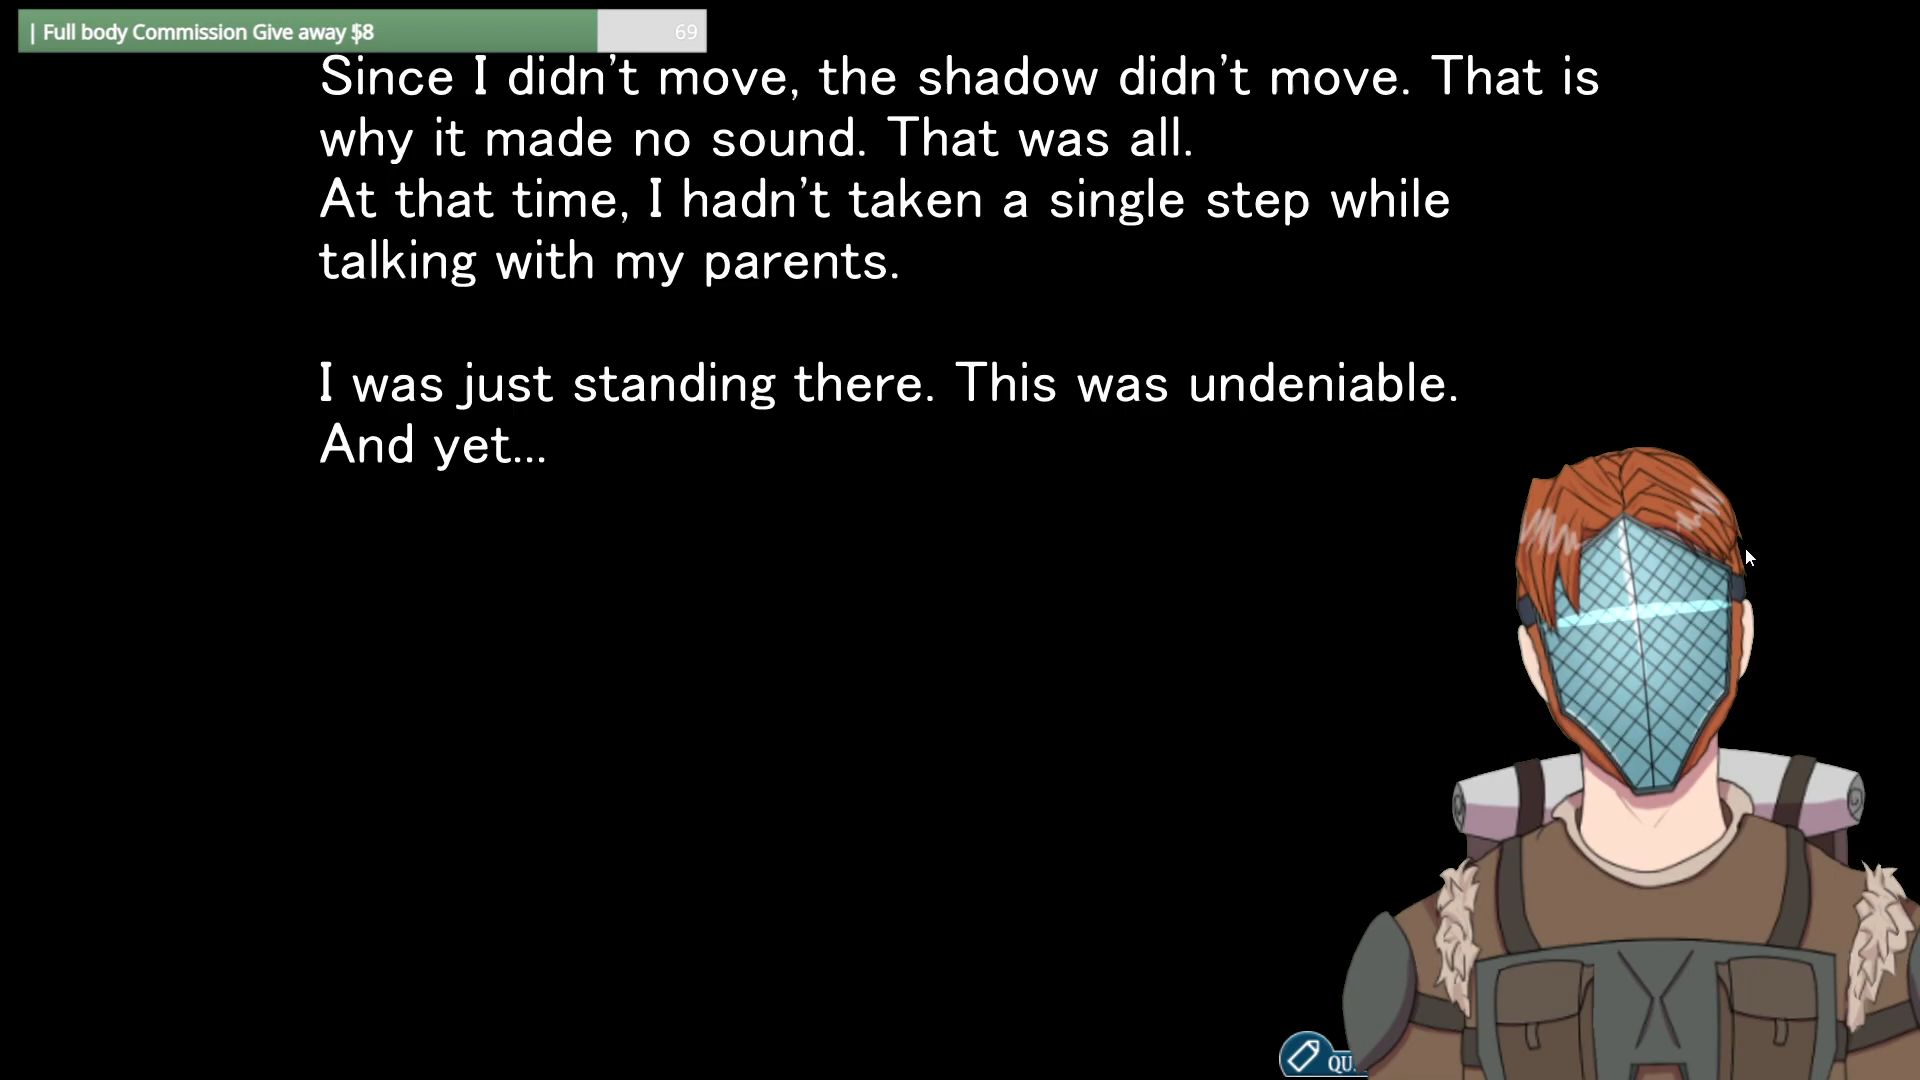 | Full body Commission Give away $8
69
Since I didn't move, the shadow didn't move. That is
why it made no sound. That was all.
At that time, I hadn't taken a single step while
talking with my parents.
I was just standing there. This was undeniable.
And yet...